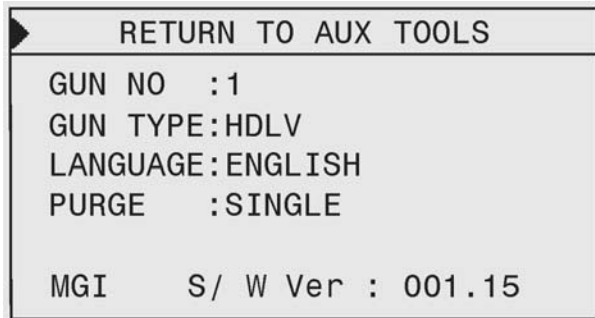 RETURN TO AUX TOOLS
GUN NO :1
GUN TYPE:HDLV
LANGUAGE:ENGLISH
PURGE :SINGLE
MGI S/ W Ver : 001.15